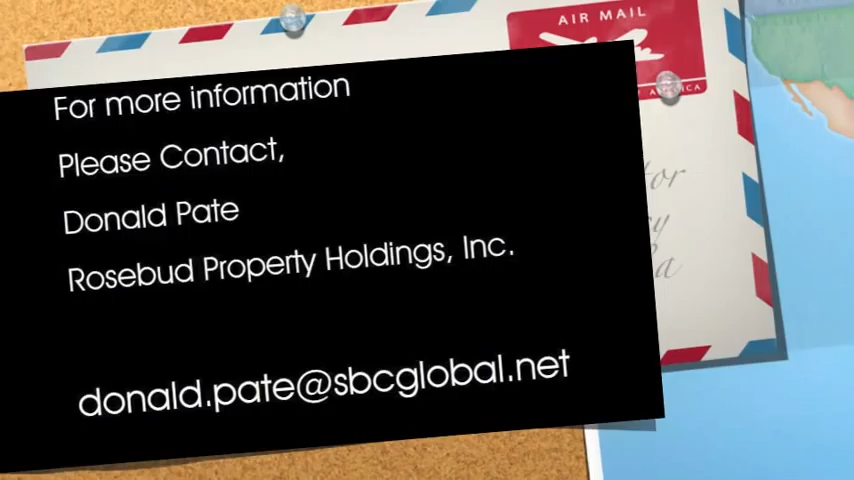 AIR MAIL
For more information
Please Contact,
Donald Pate
Rosebud Property Holdings, Inc.
donald.pate@sbcglobal.net